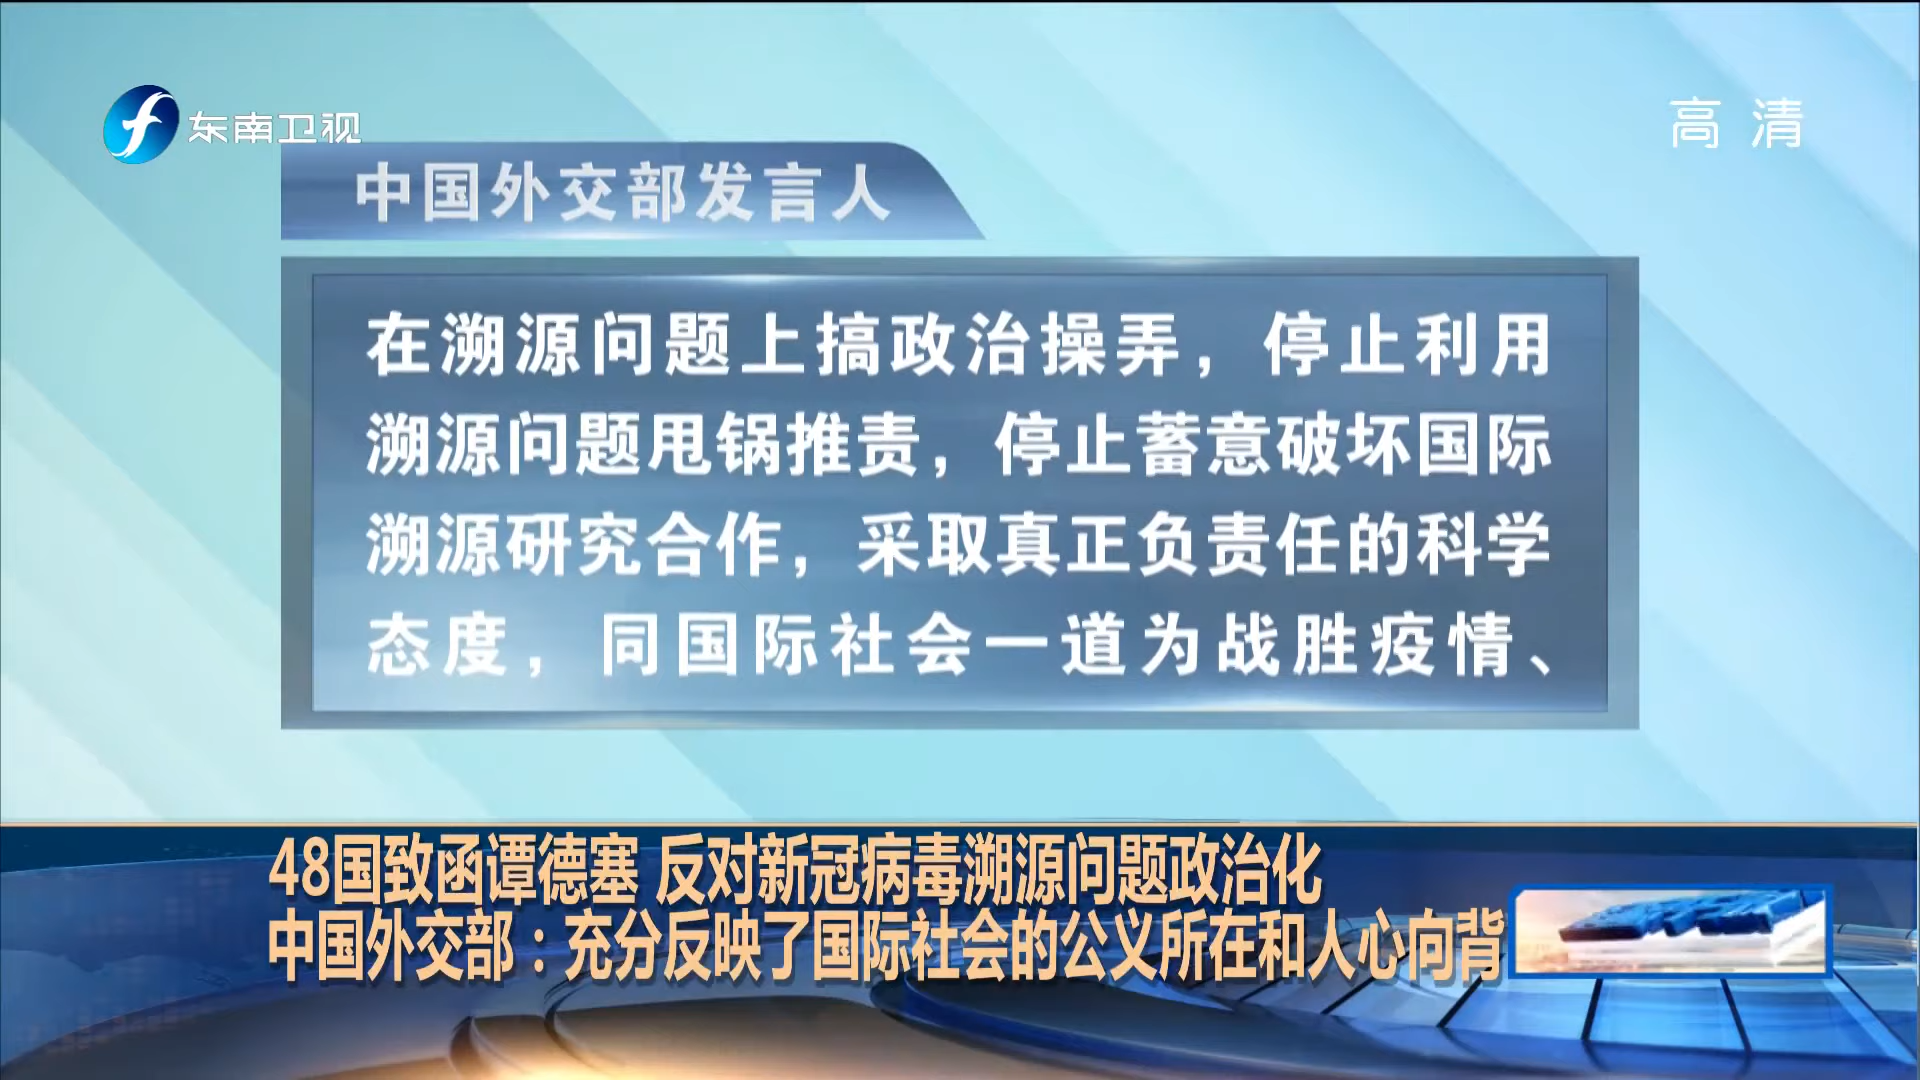 东南卫视
高清
中国外交部发言人
在溯源问题上搞政治操弄，停止利用
溯源问题甩锅推责，停止蓄意破坏国际
溯源研究合作，采取真正负责任的科学
态度，同国际社会一道为战胜疫情、
48国致函谭德塞 反对新冠病毒溯源问题政治化
中国外交部：充分反映了国际社会的公义所在和人心向背